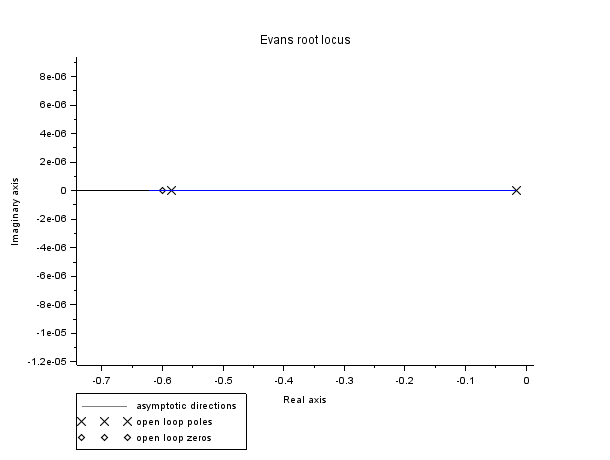 Evans root locus
8e-06
6e-06
4e-06
2e-06
0
-2e-06
-4e-06
-6e-06
-8e-06
-1e-05
-1.2e-05
Imaginary axis
-0.7 -0.6 -0.5 -0.4 -0.3 -0.2 -0.1 0
Real axis
asymptotic directions
open loop poles
open loop zeros